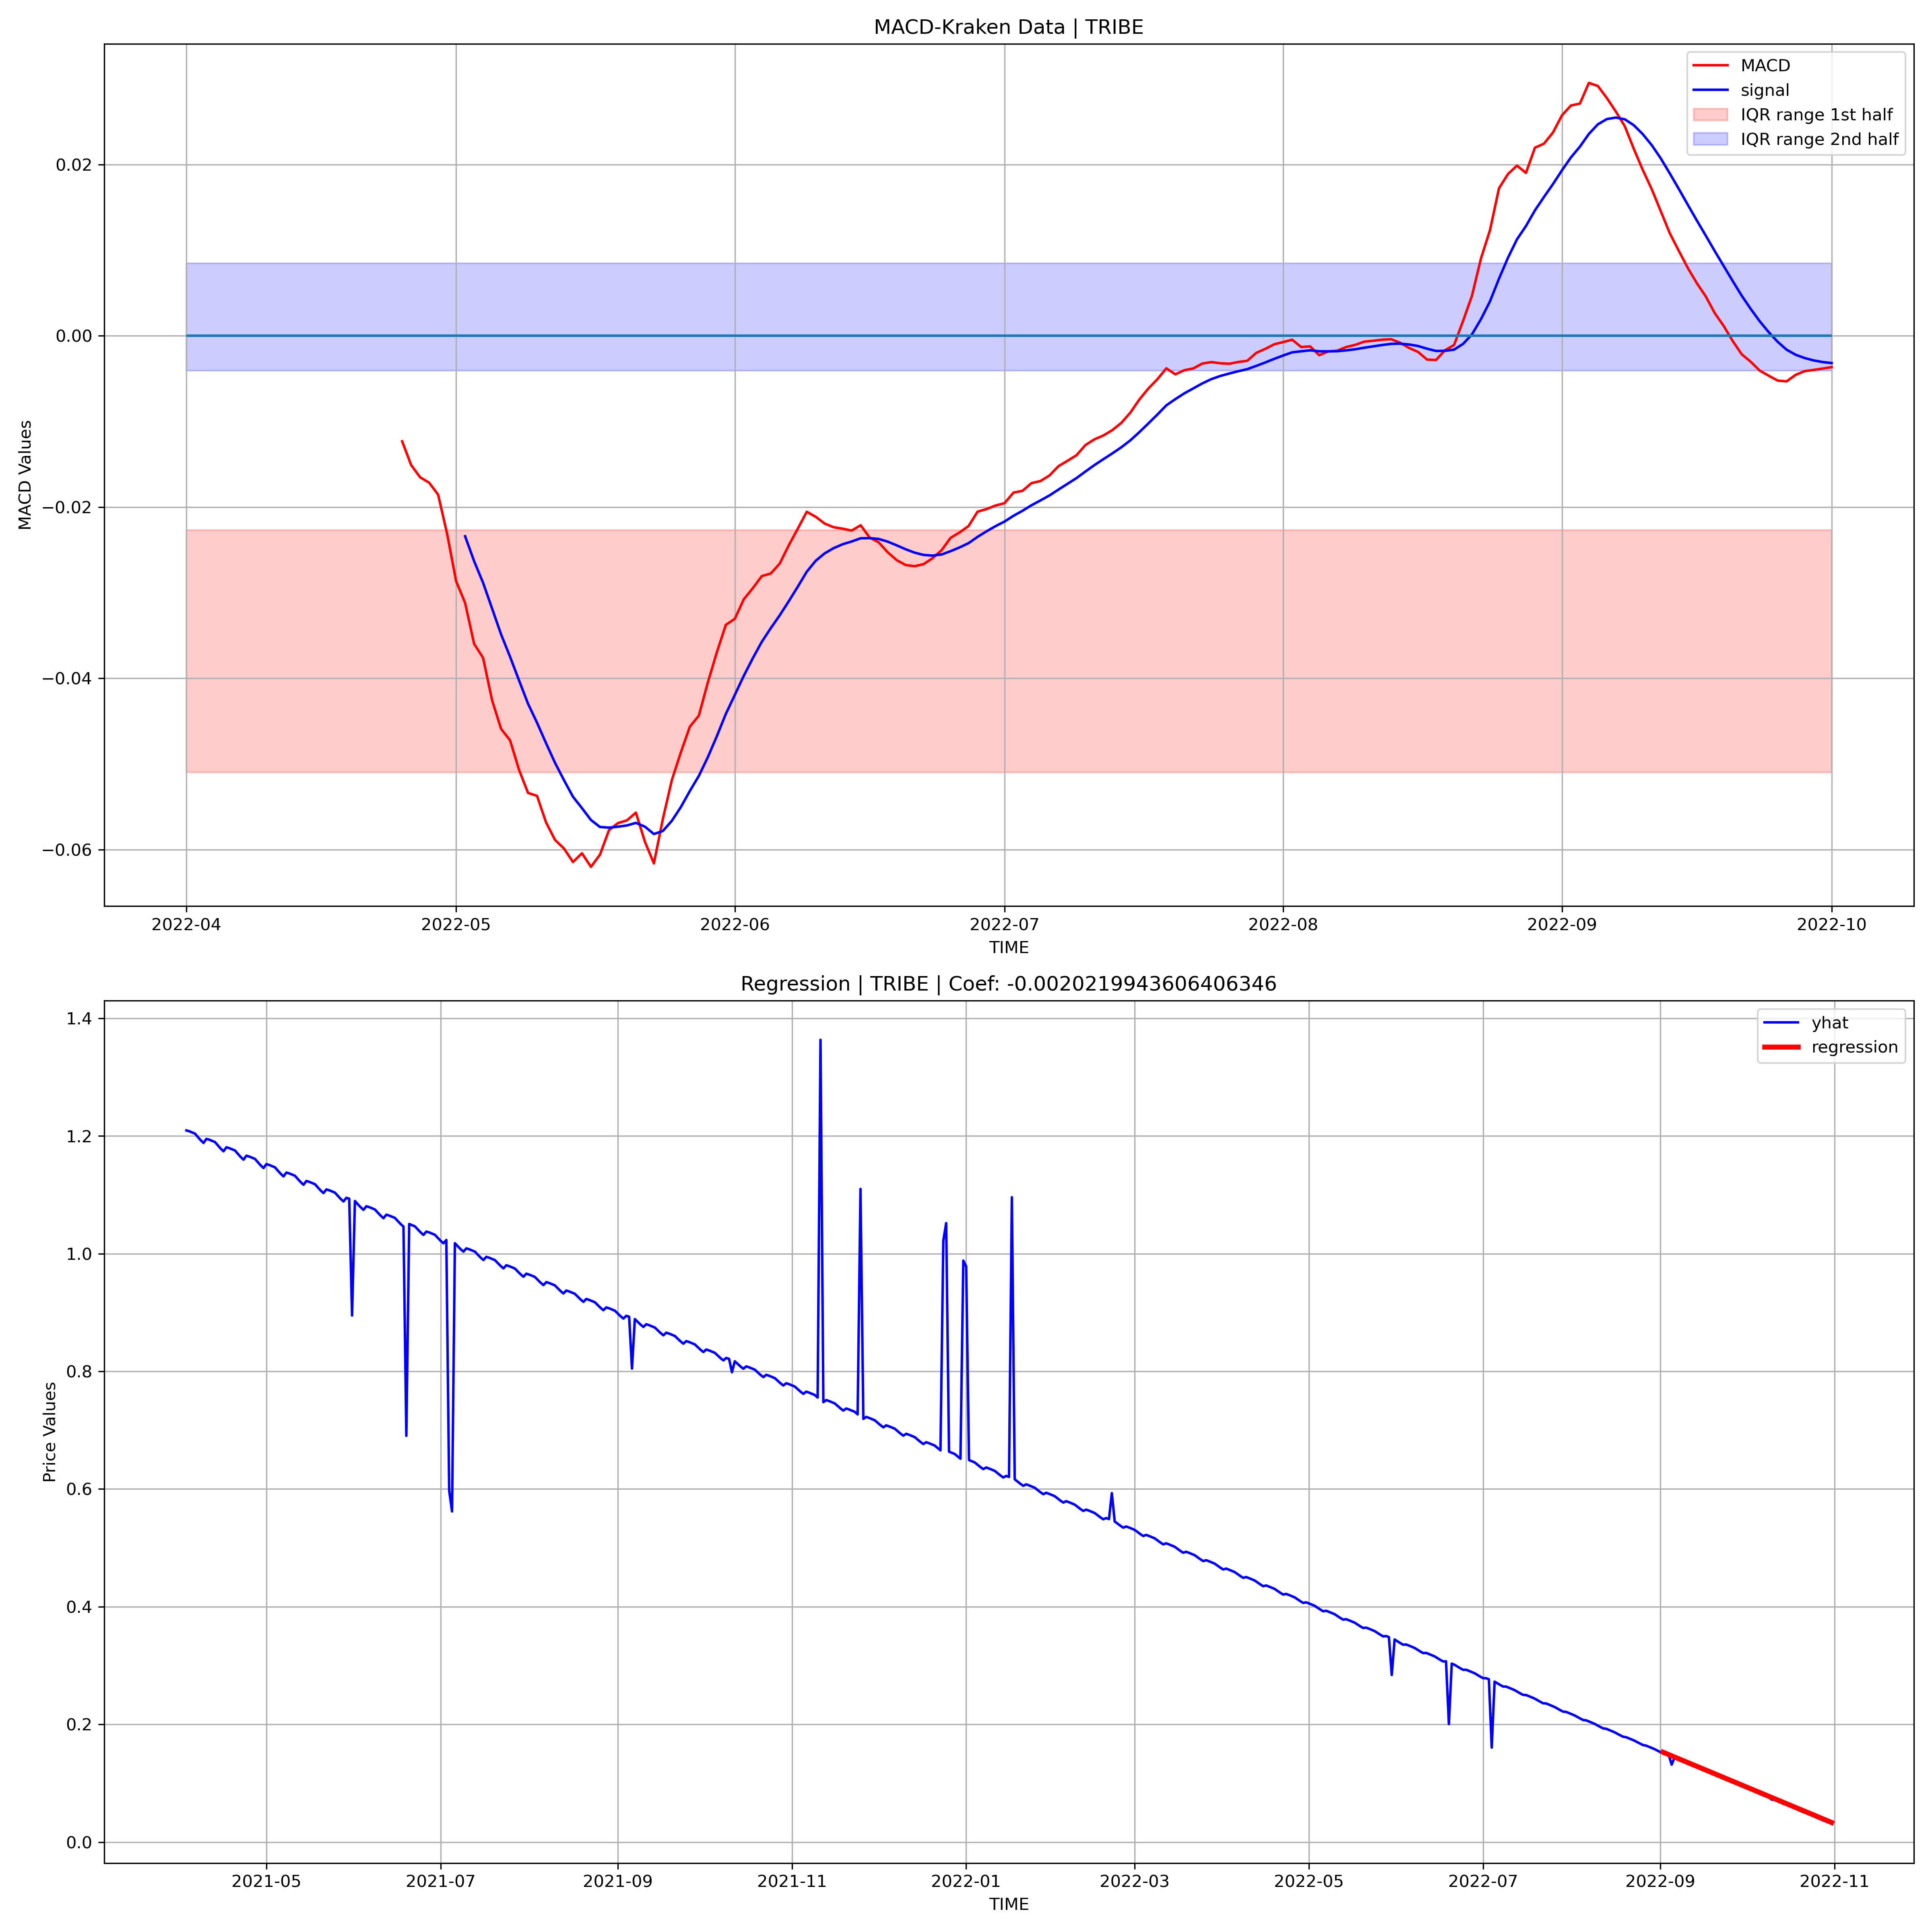 MACD-Kraken Data | TRIBE
MACD
signal
IQR range 1st half
IQR range 2nd half
MACD Values
0.02
0.00
−0.02
−0.04
−0.06
2022-04 2022-05 2022-06 2022-07 2022-08 2022-09 2022-10
TIME
Regression | TRIBE | Coef: -0.0020219943606406346
yhat
regression
Price Values
1.4
1.2
1.0
0.8
0.6
0.4
0.2
0.0
2021-05 2021-07 2021-09 2021-11 2022-01 2022-03 2022-05 2022-07 2022-09 2022-11
TIME